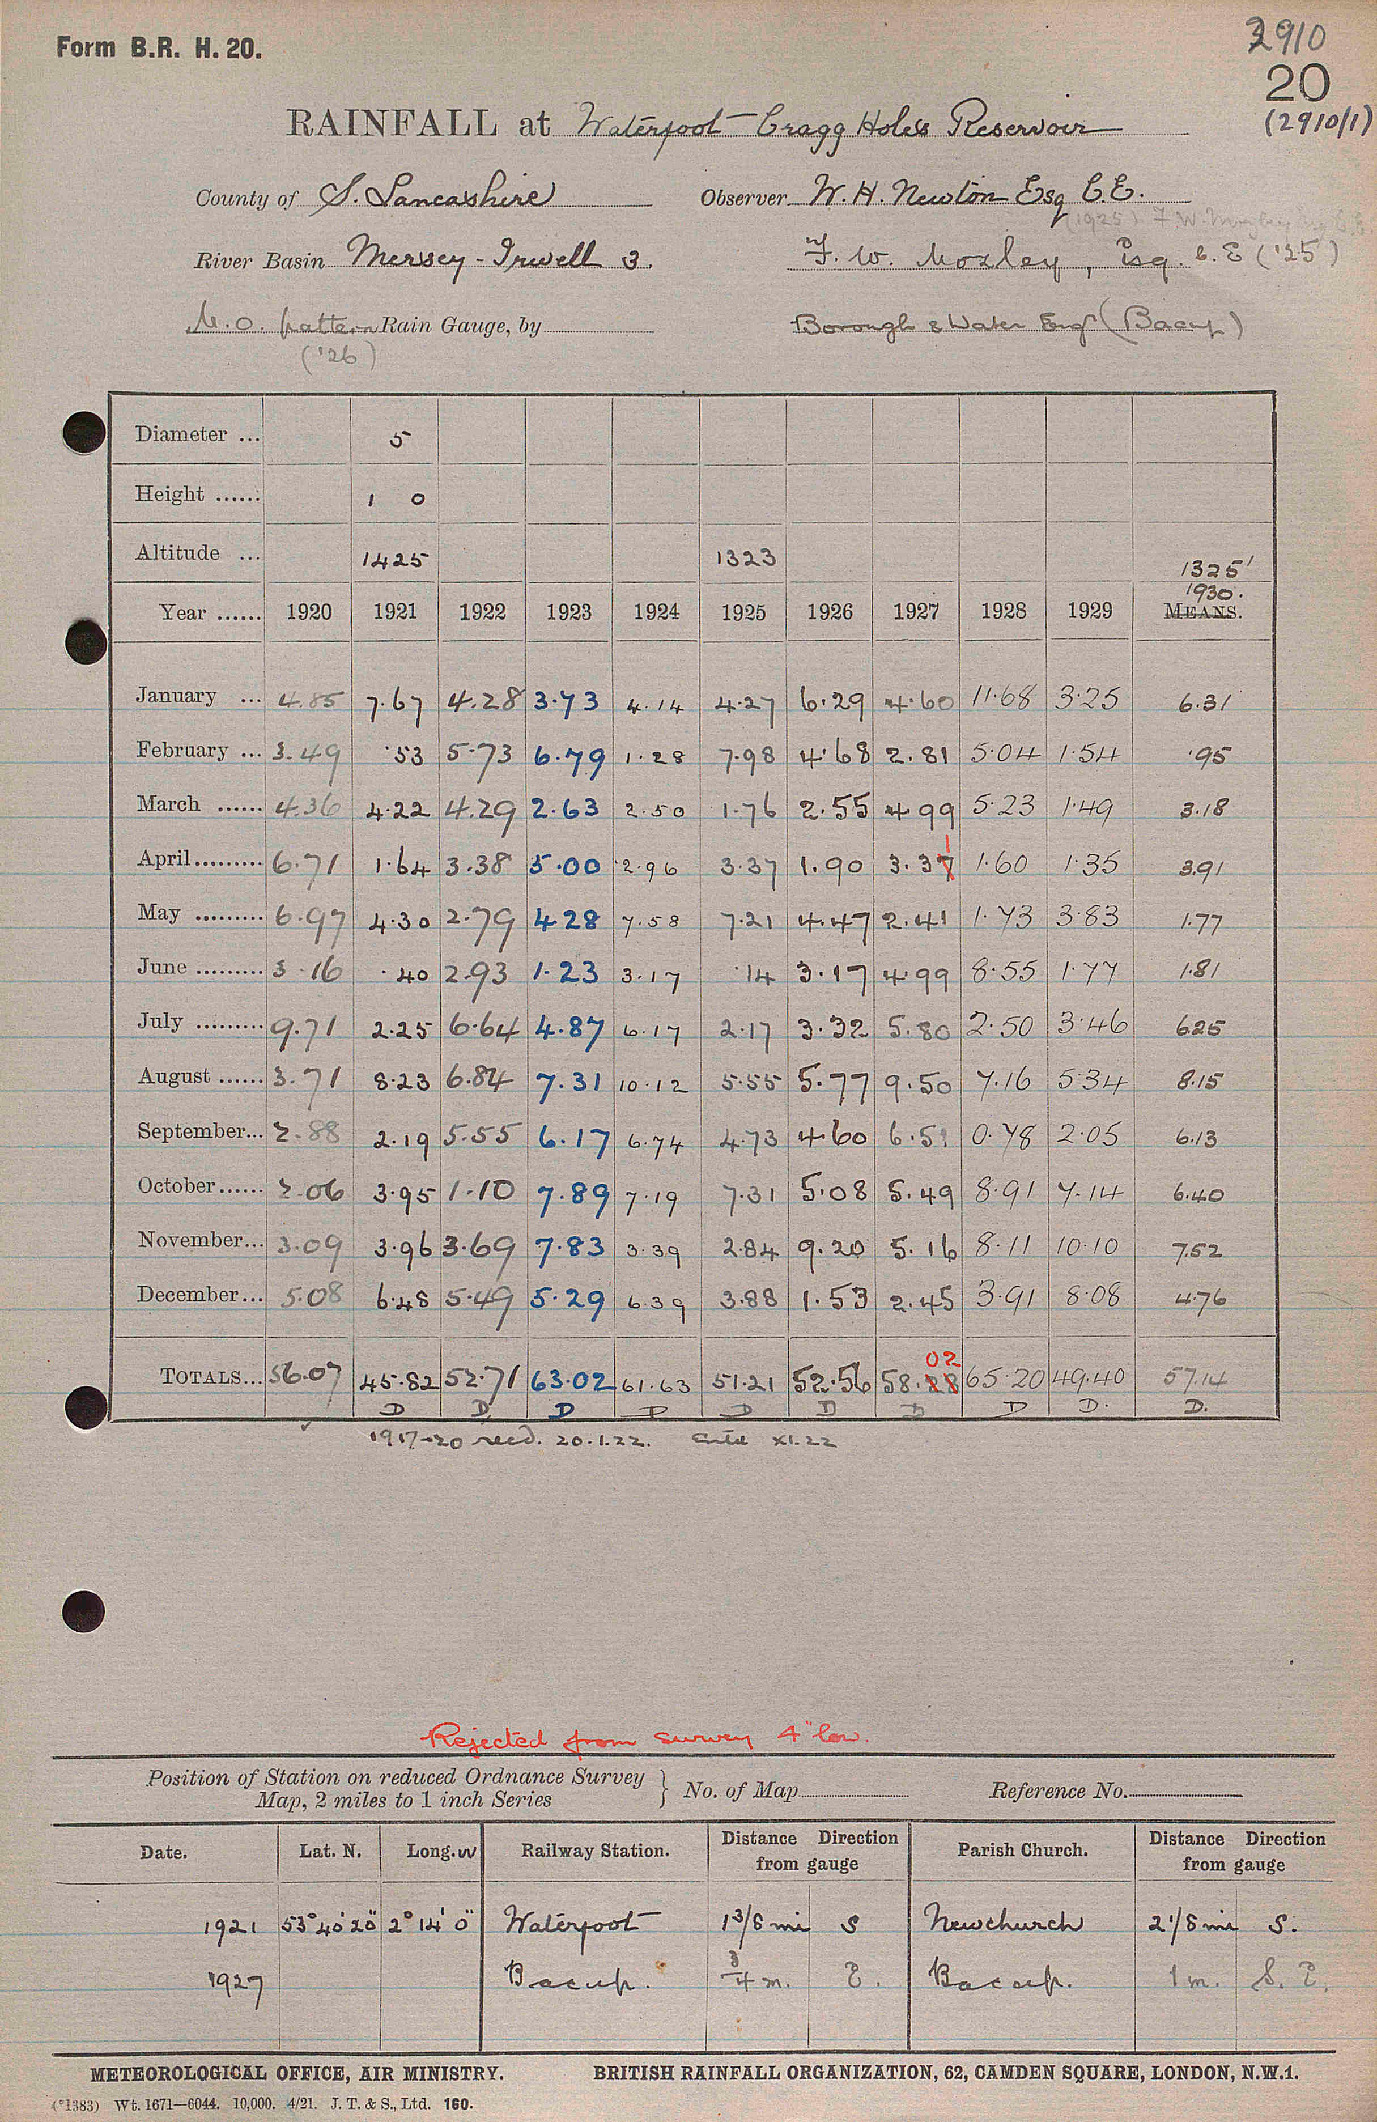 Form B.R. H. 20.
2910
20
(2910/1)
RAINFALL at Waterfoot - Cragg Holes Reservoir
County of S. Lancashire Observer W. H. Newton Esq C.E.
(1925) F. W.
River Basin Mersey - Irwell 3. F. W. Mozley, Esq. C.E ('25)
M.O. pattern Rain Gauge, by Borough & Water Engr (Bacup)
('26)
Diameter ... 5
Height ...... 1 0
Altitude ... 1425 1323 1325'
1930.
Year ...... 1920 1921 1922 1923 1924 1925 1926 1927 1928 1929 MEANS.
January ... 4.85 7.67 4.28 3.73 4.14 4.27 6.29 4.60 11.68 3.25 6.31
February ... 3.49 .53 5.73 6.79 1.28 7.98 4.68 2.81 5.04 1.54 .95
March ...... 4.36 4.22 4.29 2.63 2.50 1.76 2.55 4.99 5.23 1.49 3.18
1
April......... 6.71 1.64 3.38 5.00 2.96 3.37 1.90 3.37 1.60 1.35 3.91
May ......... 6.97 4.30 2.79 4.28 7.58 7.21 4.47 2.41 1.73 3.83 1.77
June ......... 3.16 .40 2.93 1.23 3.17 .14 3.17 4.99 8.55 1.77 1.81
July ......... 9.71 2.25 6.64 4.87 6.17 2.17 3.32 5.80 2.50 3.46 6.25
August ...... 3.71 8.23 6.84 7.31 10.12 5.55 5.77 9.50 7.16 5.34 8.15
September... 2.88 2.19 5.55 6.17 6.74 4.73 4.60 6.51 0.78 2.05 6.13
October...... 2.06 3.95 1.10 7.89 7.19 7.31 5.08 5.49 8.91 7.14 6.40
November... 3.09 3.96 3.69 7.83 3.39 2.84 9.20 5.16 8.11 10.10 7.52
December... 5.08 6.48 5.49 5.29 6.39 3.88 1.53 2.45 3.91 8.08 4.76
02
TOTALS... 56.07 45.82 52.71 63.02 61.63 51.21 52.56 58.28 65.20 49.40 57.14
D D D D D D D D D. D.
1917-20 recd. 20.1.22. XI.22
Rejected from survey 4" low.
Position of Station on reduced Ordnance Survey
Map, 2 miles to 1 inch Series } No. of Map Reference No.
Date. Lat. N. Long. W Railway Station. Distance from gauge Direction Parish Church. Distance from gauge Direction
1921 53° 40' 20" 2° 14' 0" Waterfoot 1 3/8 mi S Newchurch 2 1/8 mi S.
1927 Bacup. 3/4 m. E. Bacup. 1 m. S. E.
METEOROLOGICAL OFFICE, AIR MINISTRY. BRITISH RAINFALL ORGANIZATION, 62, CAMDEN SQUARE, LONDON, N.W.1.
(*1383) Wt. 1671—6044. 10,000. 4/21. J. T. & S., Ltd. 160.